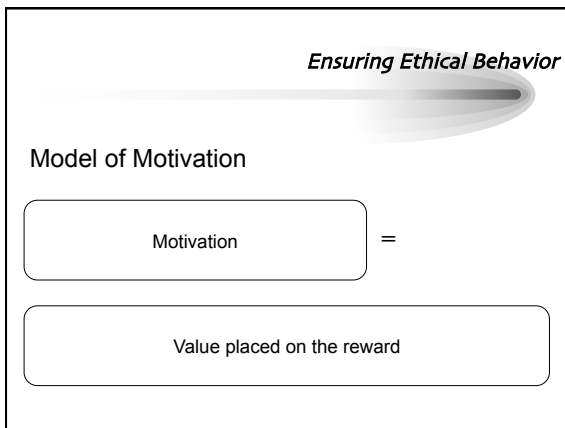 Ensuring Ethical Behavior
Model of Motivation
Motivation
=
Value placed on the reward